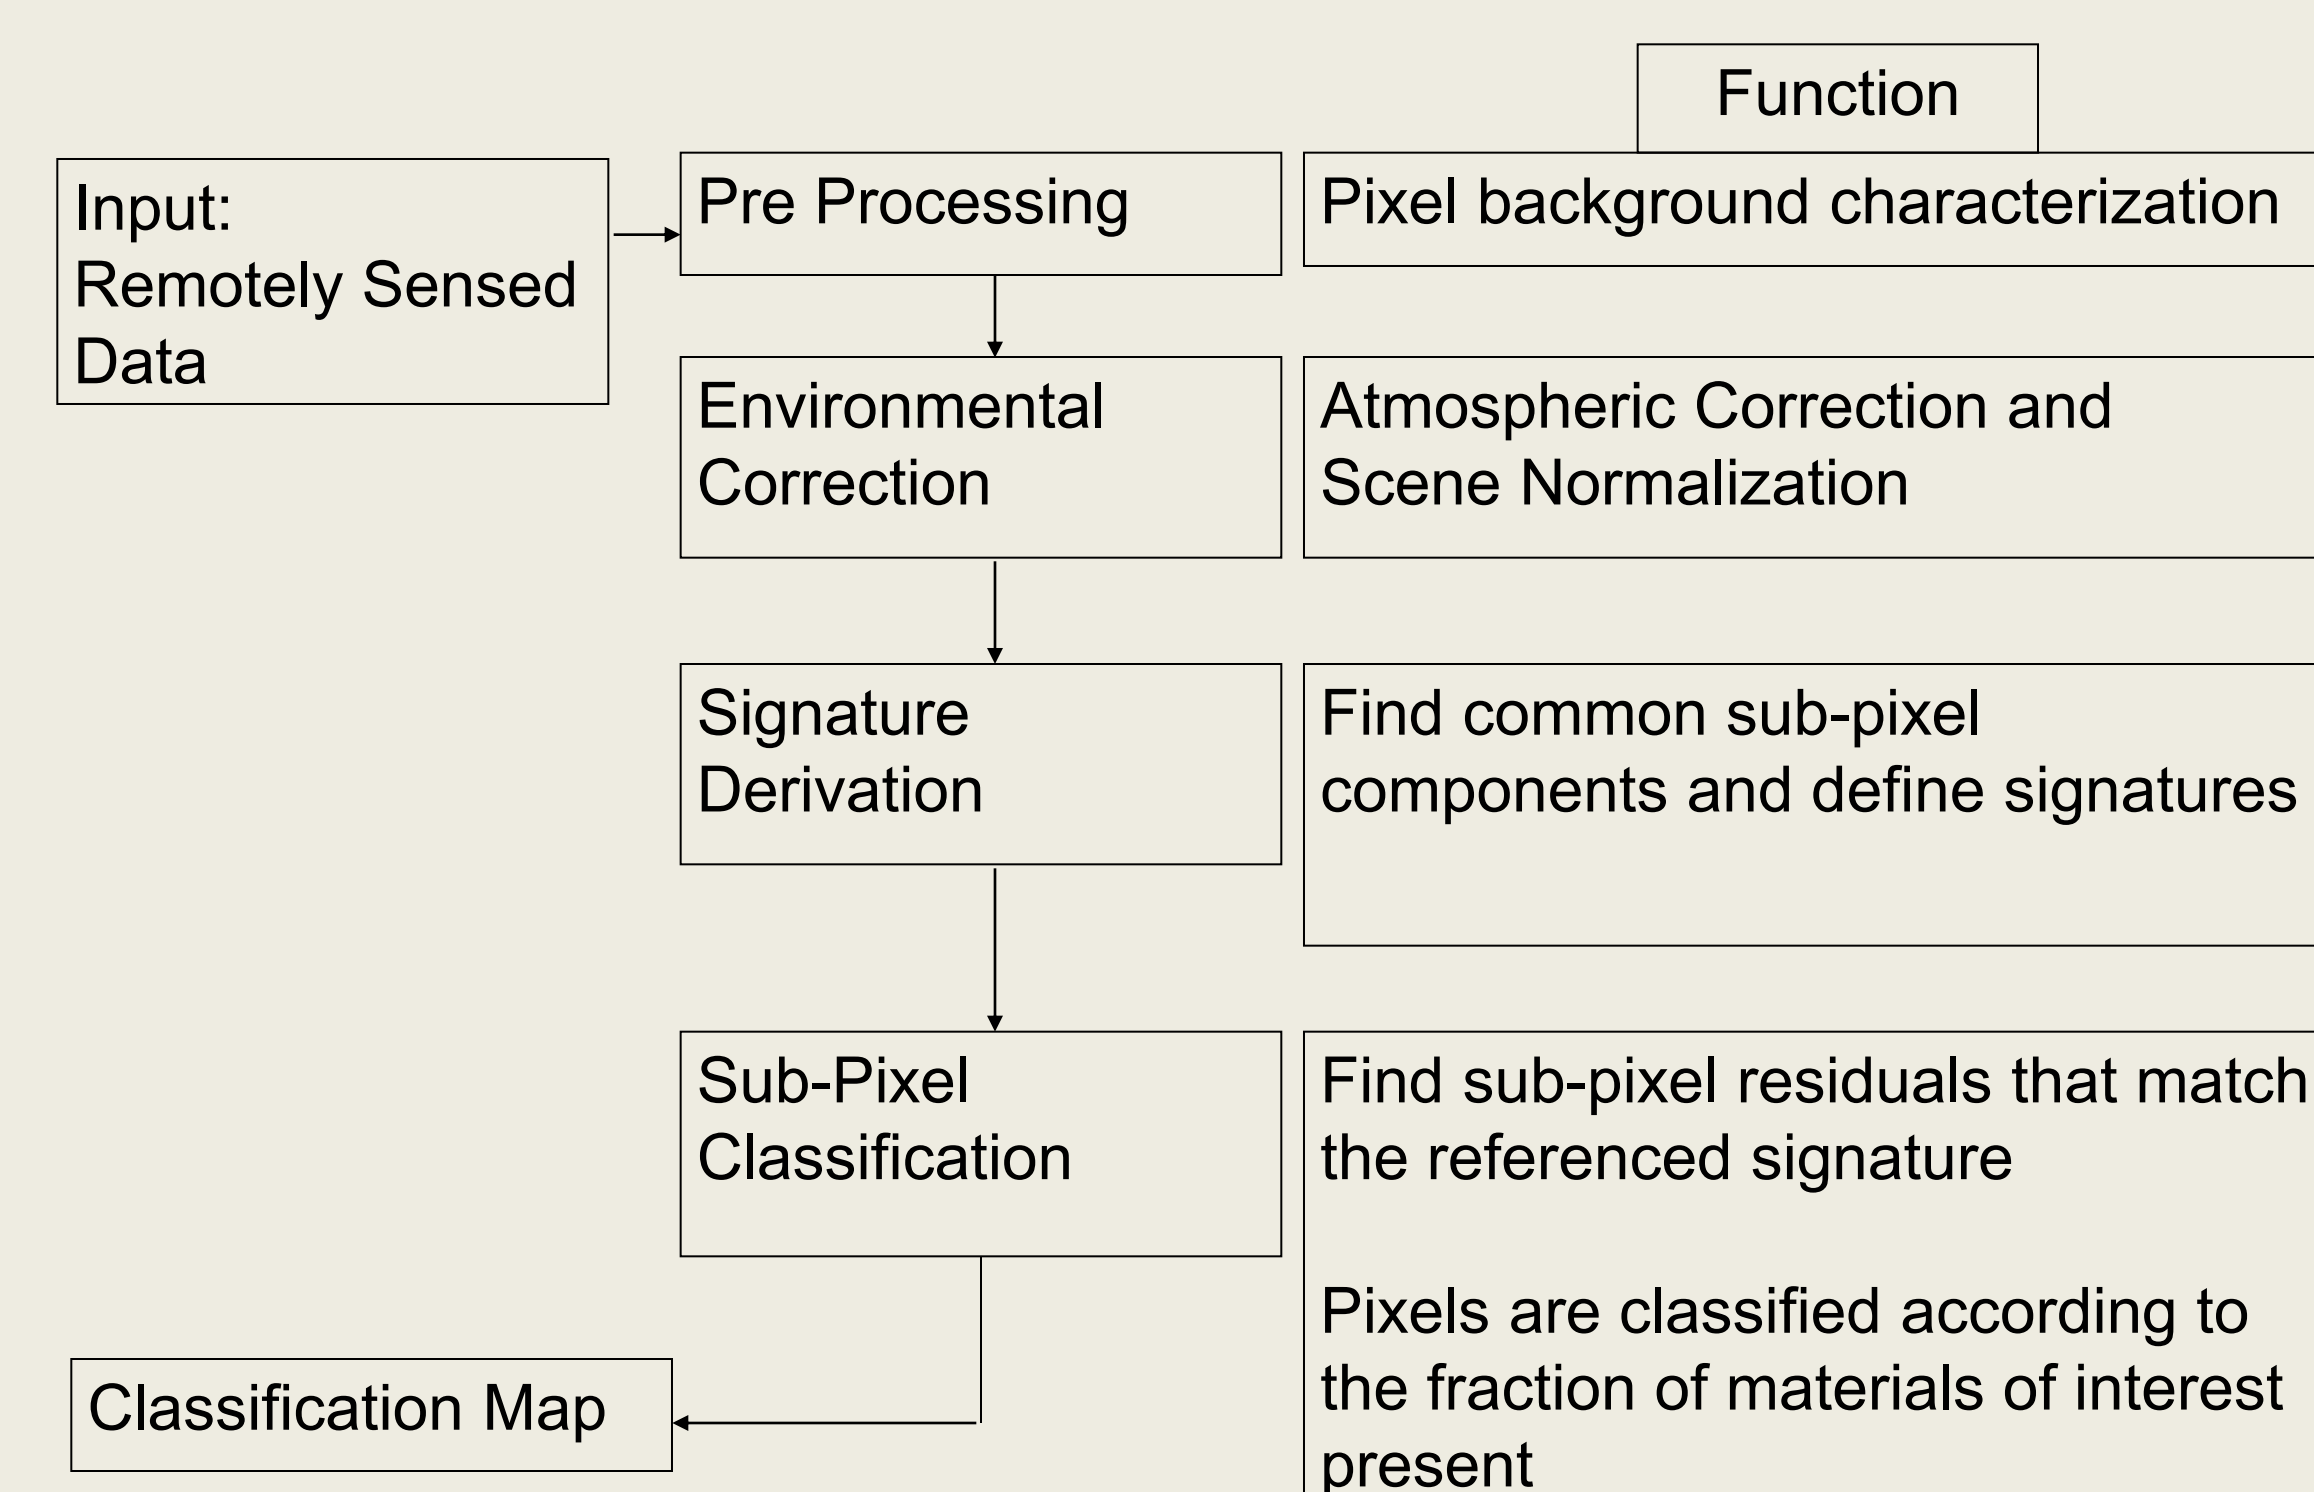 Function
Input:
Remotely Sensed
Data
Pre Processing
Pixel background characterization
Environmental
Correction
Atmospheric Correction and
Scene Normalization
Signature
Derivation
Find common sub-pixel
components and define signatures
Sub-Pixel
Classification
Find sub-pixel residuals that match
the referenced signature
Pixels are classified according to
the fraction of materials of interest
present
Classification Map